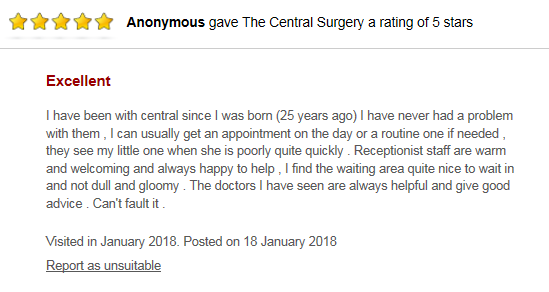 Anonymous gave The Central Surgery a rating of 5 stars
Excellent
I have been with central since I was born (25 years ago) I have never had a problem
with them , I can usually get an appointment on the day or a routine one if needed ,
they see my little one when she is poorly quite quickly . Receptionist staff are warm
and welcoming and always happy to help , I find the waiting area quite nice to wait in
and not dull and gloomy . The doctors I have seen are always helpful and give good
advice . Can't fault it .
Visited in January 2018. Posted on 18 January 2018
Report as unsuitable